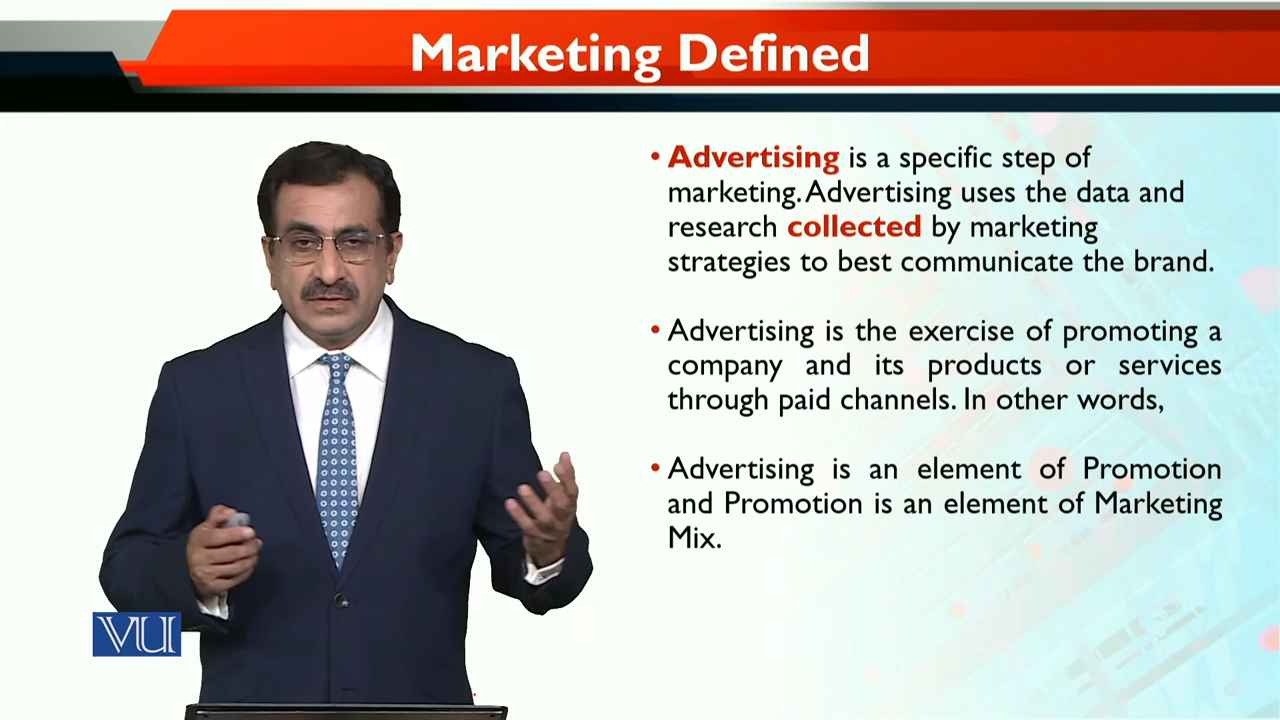 Marketing Defined
• Advertising is a specific step of
marketing. Advertising uses the data and
research collected by marketing
strategies to best communicate the brand.
• Advertising is the exercise of promoting a
company and its products or services
through paid channels. In other words,
• Advertising is an element of Promotion
and Promotion is an element of Marketing
Mix.
VU